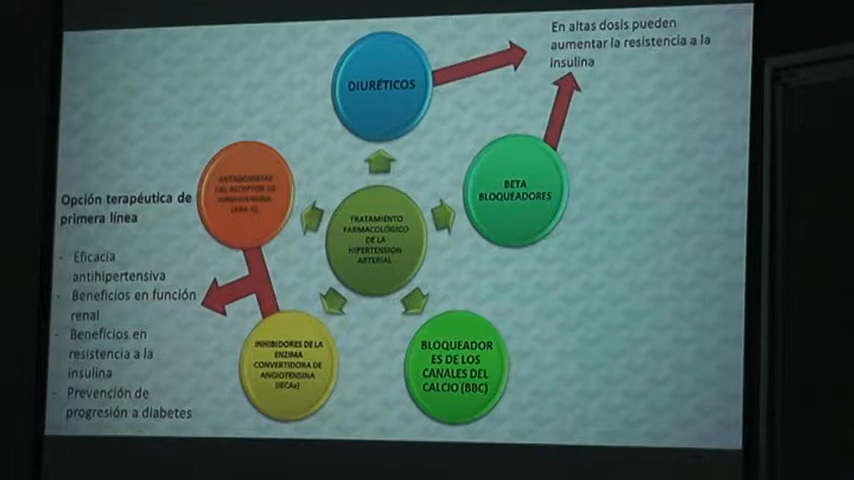 En altas dosis pueden
aumentar la resistencia a la
insulina
DIURÉTICOS
BETA
BLOQUEADORES
ANTAGONISTAS
DEL RECEPTOR DE
ANGIOTENSINA
Opción terapéutica de
primera línea
- Eficacia
antihipertensiva
- Beneficios en función
renal
- Beneficios en
resistencia a la
insulina
- Prevención de
progresión a diabetes
TRATAMIENTO
FARMACOLÓGICO
DE LA
HIPERTENSION
ARTERIAL
INHIBIDORES DE LA
ENZIMA
CONVERTIDORA DE
ANGIOTENSINA
(IECAs)
BLOQUEADOR
ES DE LOS
CANALES DEL
CALCIO (BBC)